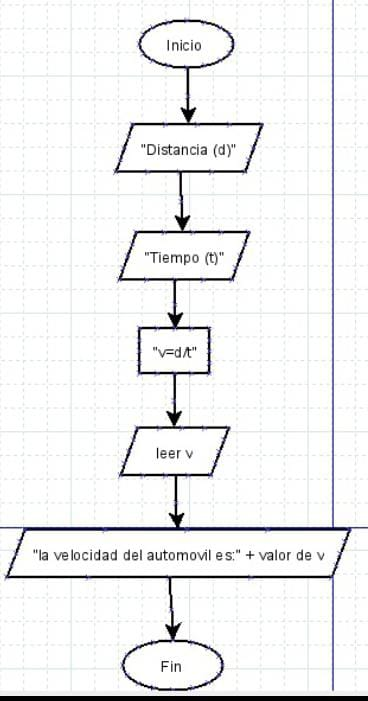 Inicio
"Distancia (d)"
"Tiempo (t)"
"v=d/t"
leer v
"la velocidad del automovil es:" + valor de v
Fin